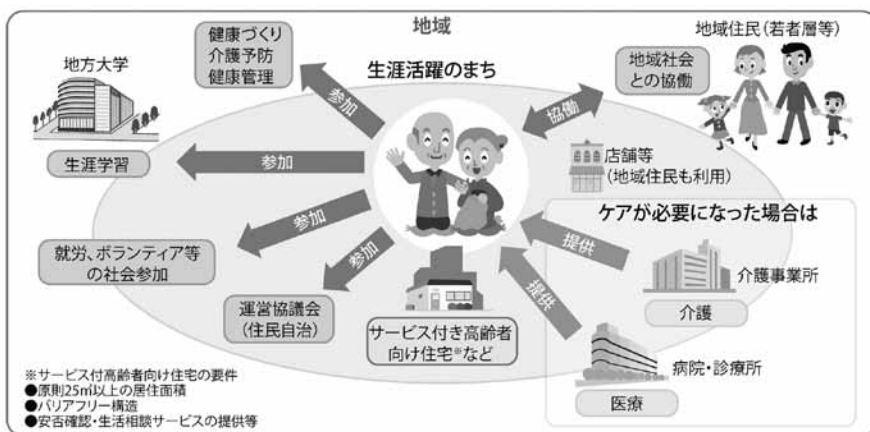 地域
生涯活躍のまち
健康づくり
介護予防
健康管理
地方大学
生涯学習
就労、ボランティア等
の社会参加
運営協議会
(住民自治)
参加
参加
参加
参加
協働
地域社会
との協働
地域住民(若者層等)
店舗等
(地域住民も利用)
ケアが必要になった場合は
提供
提供
介護事業所
介護
病院・診療所
医療
サービス付き高齢者
向け住宅※など
※サービス付高齢者向け住宅の要件
●原則25㎡以上の居住面積
●バリアフリー構造
●安否確認・生活相談サービスの提供等